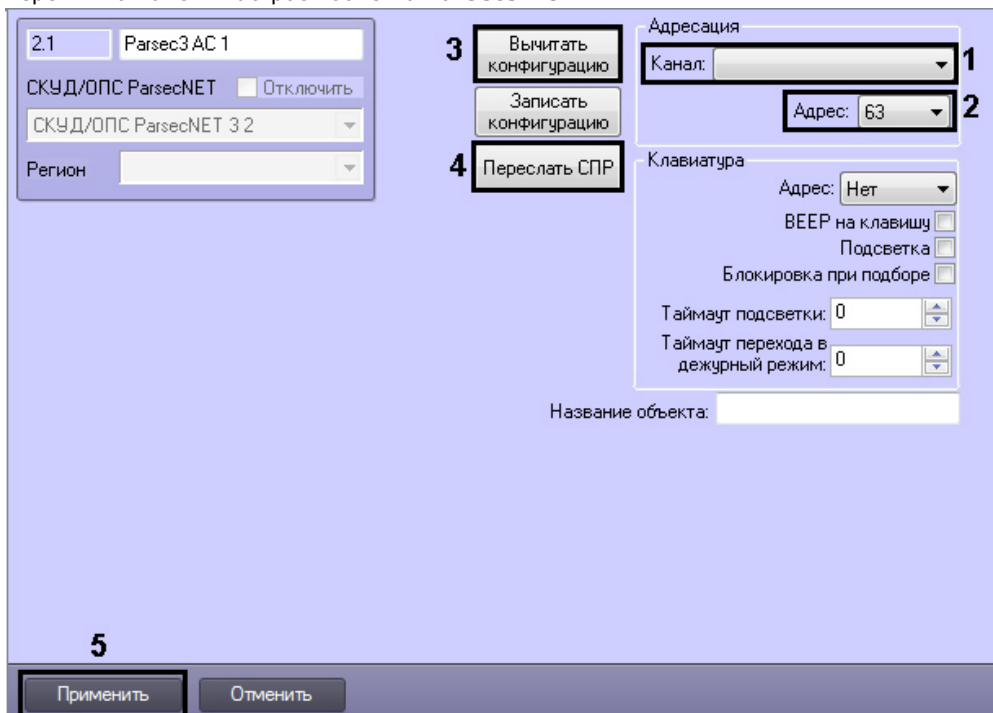 2.1 Parsec3 AC 1
СКУД/ОПС ParsecNET Отключить
СКУД/ОПС ParsecNET 3 2
Регион
3 Вычитать
конфигурацию
Записать
конфигурацию
4 Переслать СПР
Адресация
Канал: 1
Адрес: 63 2
Клавиатура
Адрес: Нет
BEEP на клавишу
Подсветка
Блокировка при подборе
Таймаут подсветки: 0
Таймаут перехода в
дежурный режим: 0
Название объекта:
5
Применить Отменить